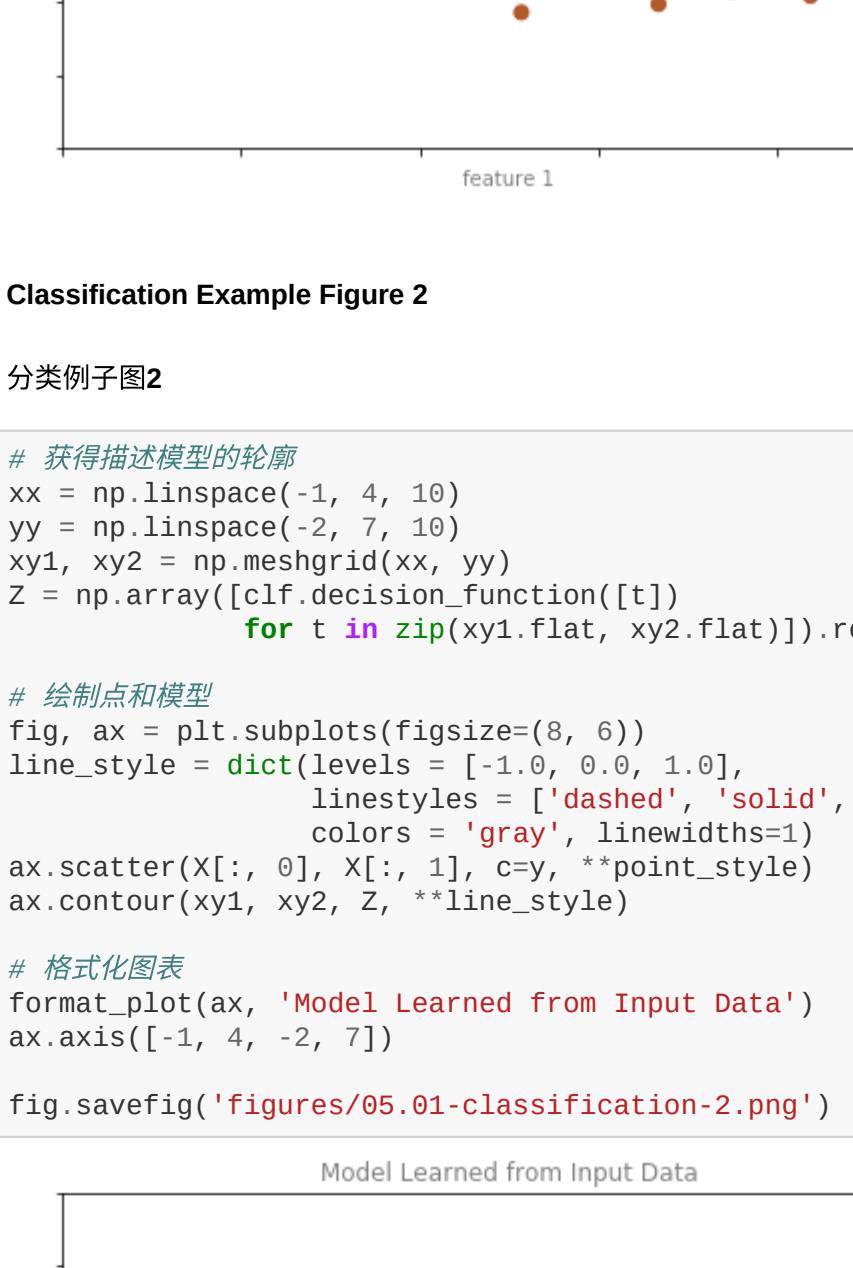 feature 1
Classification Example Figure 2
分类例子图2
# 获得描述模型的轮廓
xx = np.linspace(-1, 4, 10)
yy = np.linspace(-2, 7, 10)
xy1, xy2 = np.meshgrid(xx, yy)
Z = np.array([clf.decision_function([t])
              for t in zip(xy1.flat, xy2.flat)]).r
# 绘制点和模型
fig, ax = plt.subplots(figsize=(8, 6))
line_style = dict(levels = [-1.0, 0.0, 1.0],
                  linestyles = ['dashed', 'solid',
                  colors = 'gray', linewidths=1)
ax.scatter(X[:, 0], X[:, 1], c=y, **point_style)
ax.contour(xy1, xy2, Z, **line_style)
# 格式化图表
format_plot(ax, 'Model Learned from Input Data')
ax.axis([-1, 4, -2, 7])
fig.savefig('figures/05.01-classification-2.png')
Model Learned from Input Data